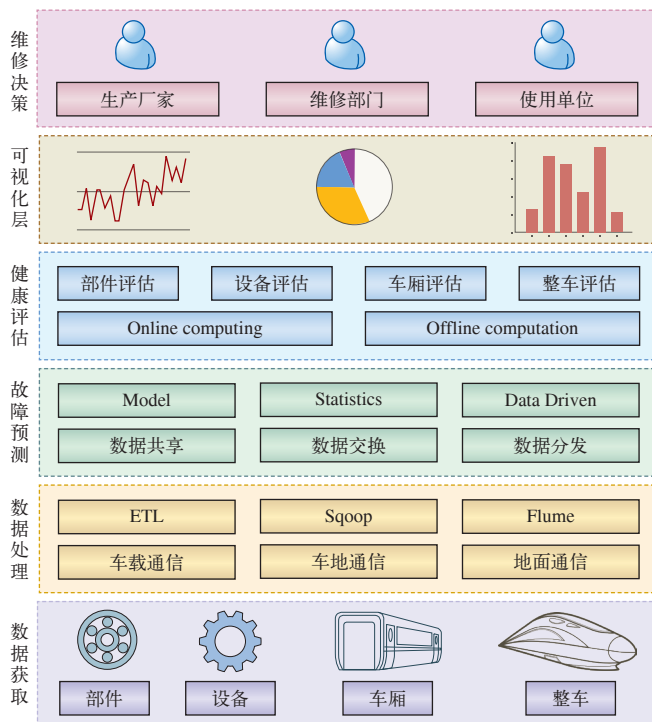 维修决策
生产厂家
维修部门
使用单位
可视化层
健康评估
部件评估
设备评估
车厢评估
整车评估
Online computing
Offline computation
故障预测
Model
Statistics
Data Driven
数据共享
数据交换
数据分发
数据处理
ETL
Sqoop
Flume
车载通信
车地通信
地面通信
数据获取
部件
设备
车厢
整车